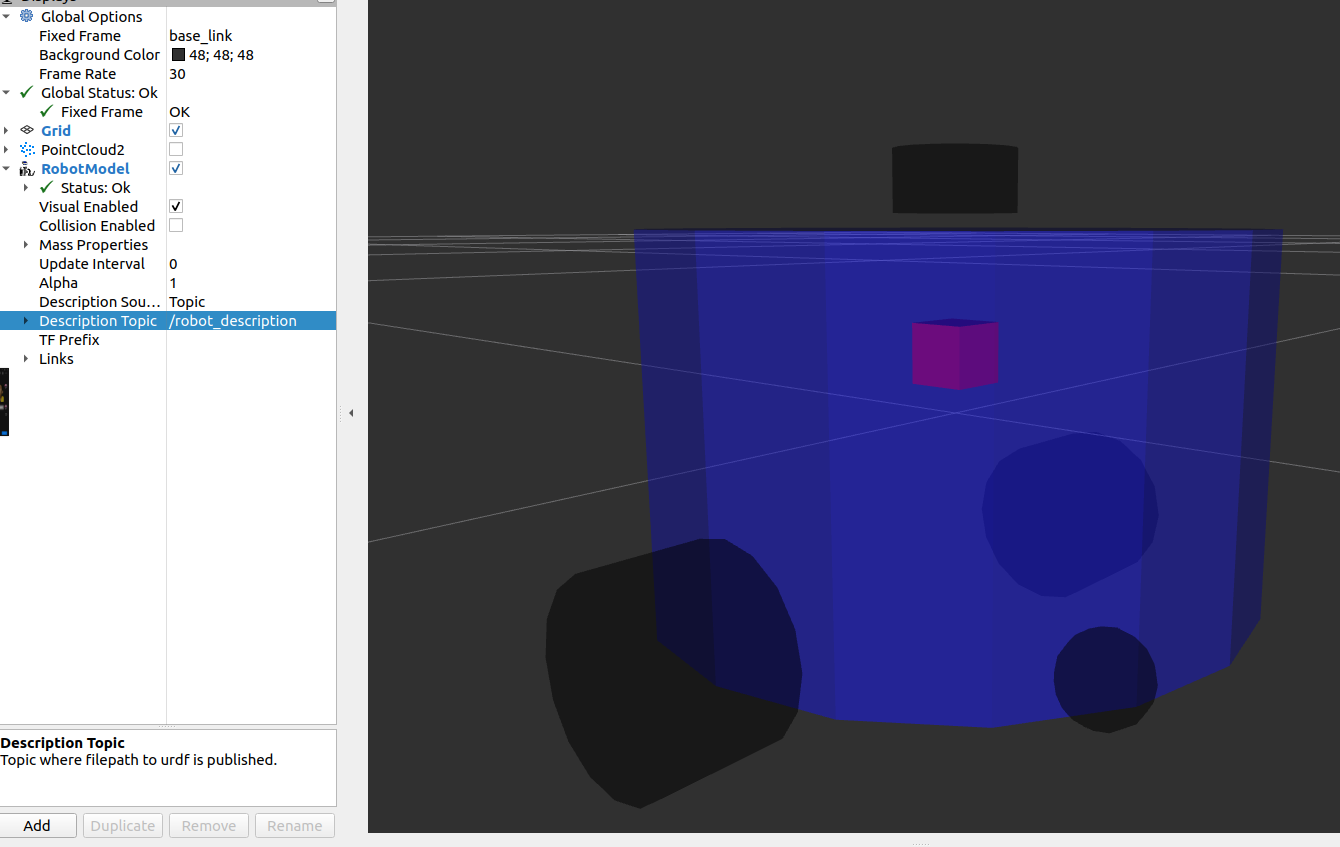 Displays
Global Options
Fixed Frame base_link
Background Color 48; 48; 48
Frame Rate 30
Global Status: Ok
Fixed Frame OK
Grid
PointCloud2
RobotModel
Status: Ok
Visual Enabled
Collision Enabled
Mass Properties
Update Interval 0
Alpha 1
Description Sou... Topic
Description Topic /robot_description
TF Prefix
Links
Description Topic
Topic where filepath to urdf is published.
Add Duplicate Remove Rename